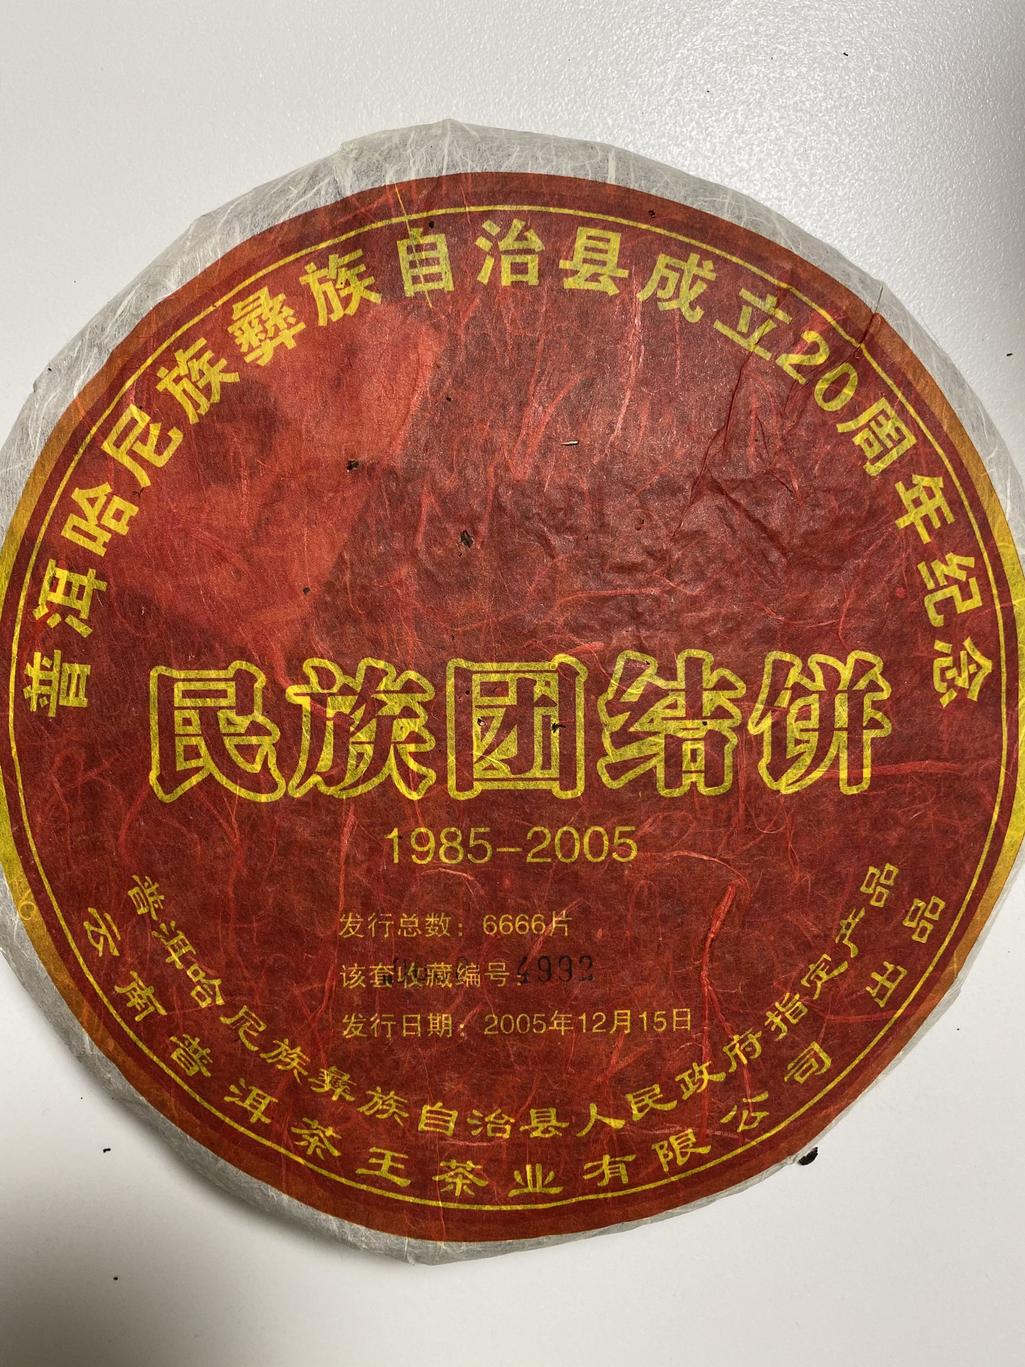 普洱哈尼族彝族自治县成立20周年纪念
民族团结饼
1985-2005
发行总数：6666片
该套收藏编号：4992
发行日期：2005年12月15日
普洱哈尼族彝族自治县人民政府指定产品
云南普洱茶王茶业有限公司出品